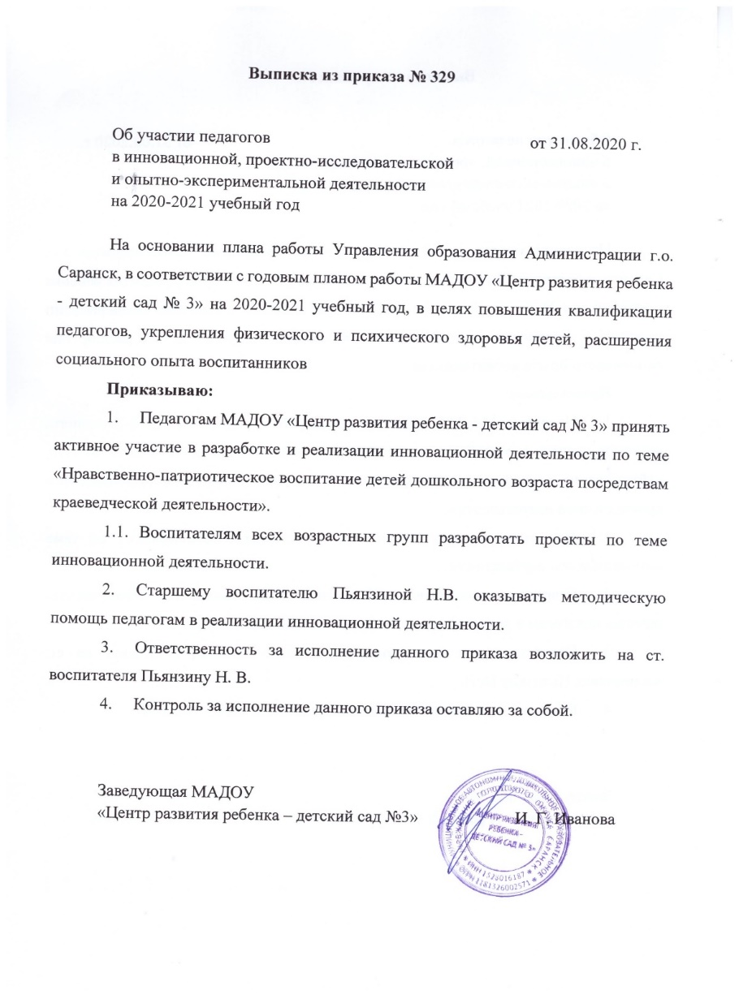 Выписка из приказа № 329
Об участии педагогов
от 31.08.2020 г.
в инновационной, проектно-исследовательской
и опытно-экспериментальной деятельности
на 2020-2021 учебный год
На основании плана работы Управления образования Администрации г.о.
Саранск, в соответствии с годовым планом работы МАДОУ «Центр развития ребенка
- детский сад № 3» на 2020-2021 учебный год, в целях повышения квалификации
педагогов, укрепления физического и психического здоровья детей, расширения
социального опыта воспитанников
Приказываю:
1. Педагогам МАДОУ «Центр развития ребенка - детский сад № 3» принять
активное участие в разработке и реализации инновационной деятельности по теме
«Нравственно-патриотическое воспитание детей дошкольного возраста посредствам
краеведческой деятельности».
1.1. Воспитателям всех возрастных групп разработать проекты по теме
инновационной деятельности.
2. Старшему воспитателю Пьянзиной Н.В. оказывать методическую
помощь педагогам в реализации инновационной деятельности.
3. Ответственность за исполнение данного приказа возложить на ст.
воспитателя Пьянзину Н. В.
4. Контроль за исполнение данного приказа оставляю за собой.
Заведующая МАДОУ
«Центр развития ребенка – детский сад №3»
И. Г. Иванова
«ЦЕНТР РАЗВИТИЯ
РЕБЕНКА –
ДЕТСКИЙ САД № 3»
САРАНСК
ИНН 1328016187
ОГРН 1181326002571